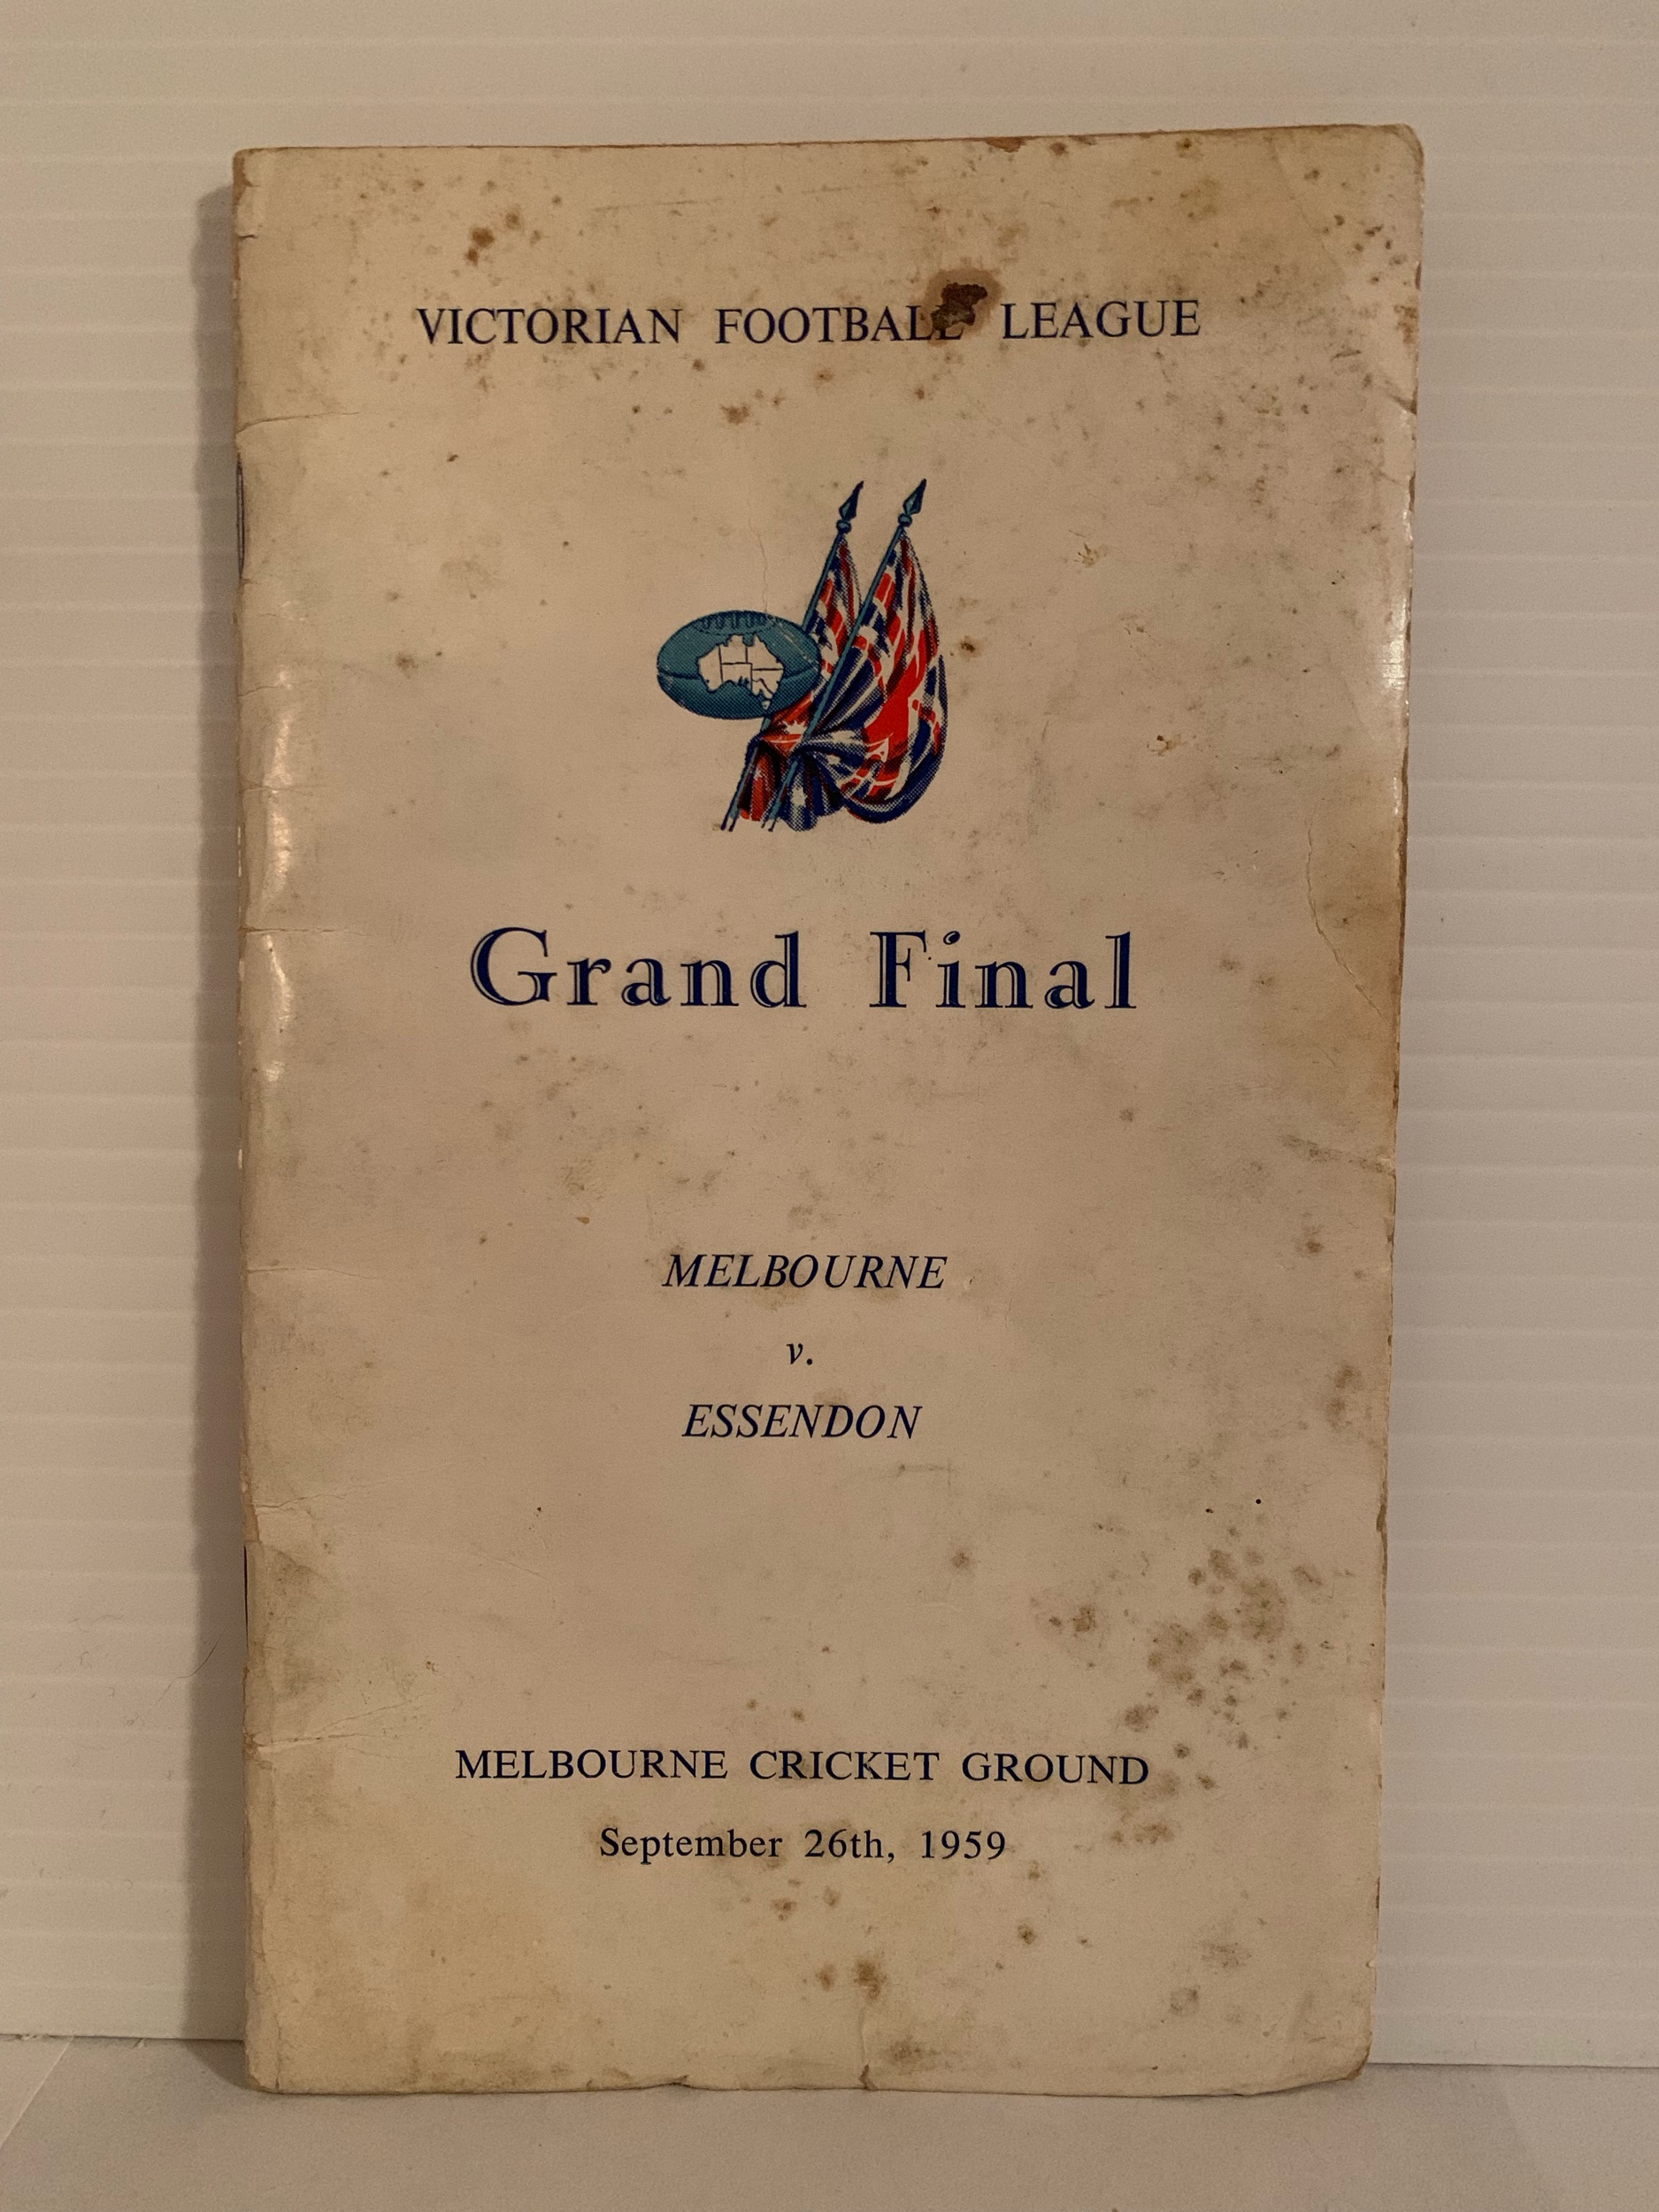 VICTORIAN FOOTBALL LEAGUE
Grand Final
MELBOURNE
v.
ESSENDON
MELBOURNE CRICKET GROUND
September 26th, 1959